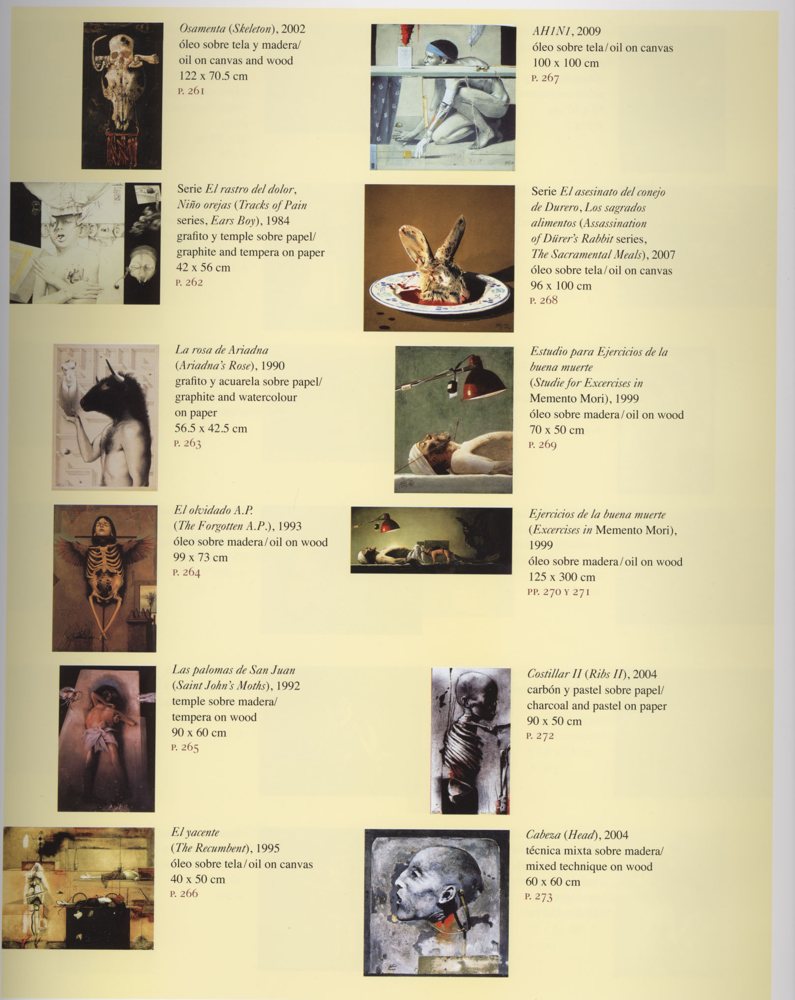 Osamenta (Skeleton), 2002
óleo sobre tela y madera/
oil on canvas and wood
122 x 70.5 cm
P. 261
Serie El rastro del dolor,
Niño orejas (Tracks of Pain
series, Ears Boy), 1984
grafito y temple sobre papel/
graphite and tempera on paper
42 x 56 cm
P. 262
La rosa de Ariadna
(Ariadna's Rose), 1990
grafito y acuarela sobre papel/
graphite and watercolour
on paper
56.5 x 42.5 cm
P. 263
El olvidado A.P.
(The Forgotten A.P.), 1993
óleo sobre madera/oil on wood
99 x 73 cm
P. 264
Las palomas de San Juan
(Saint John's Moths), 1992
temple sobre madera/
tempera on wood
90 x 60 cm
P. 265
El yacente
(The Recumbent), 1995
óleo sobre tela/oil on canvas
40 x 50 cm
P. 266
AH1N1, 2009
óleo sobre tela/oil on canvas
100 x 100 cm
P. 267
Serie El asesinato del conejo
de Durero, Los sagrados
alimentos (Assassination
of Dürer's Rabbit series,
The Sacramental Meals), 2007
óleo sobre tela/oil on canvas
96 x 100 cm
P. 268
Estudio para Ejercicios de la
buena muerte
(Studie for Excercises in
Memento Mori), 1999
óleo sobre madera/oil on wood
70 x 50 cm
P. 269
Ejercicios de la buena muerte
(Excercises in Memento Mori),
1999
óleo sobre madera/oil on wood
125 x 300 cm
PP. 270 Y 271
Costillar II (Ribs II), 2004
carbón y pastel sobre papel/
charcoal and pastel on paper
90 x 50 cm
P. 272
Cabeza (Head), 2004
técnica mixta sobre madera/
mixed technique on wood
60 x 60 cm
P. 273